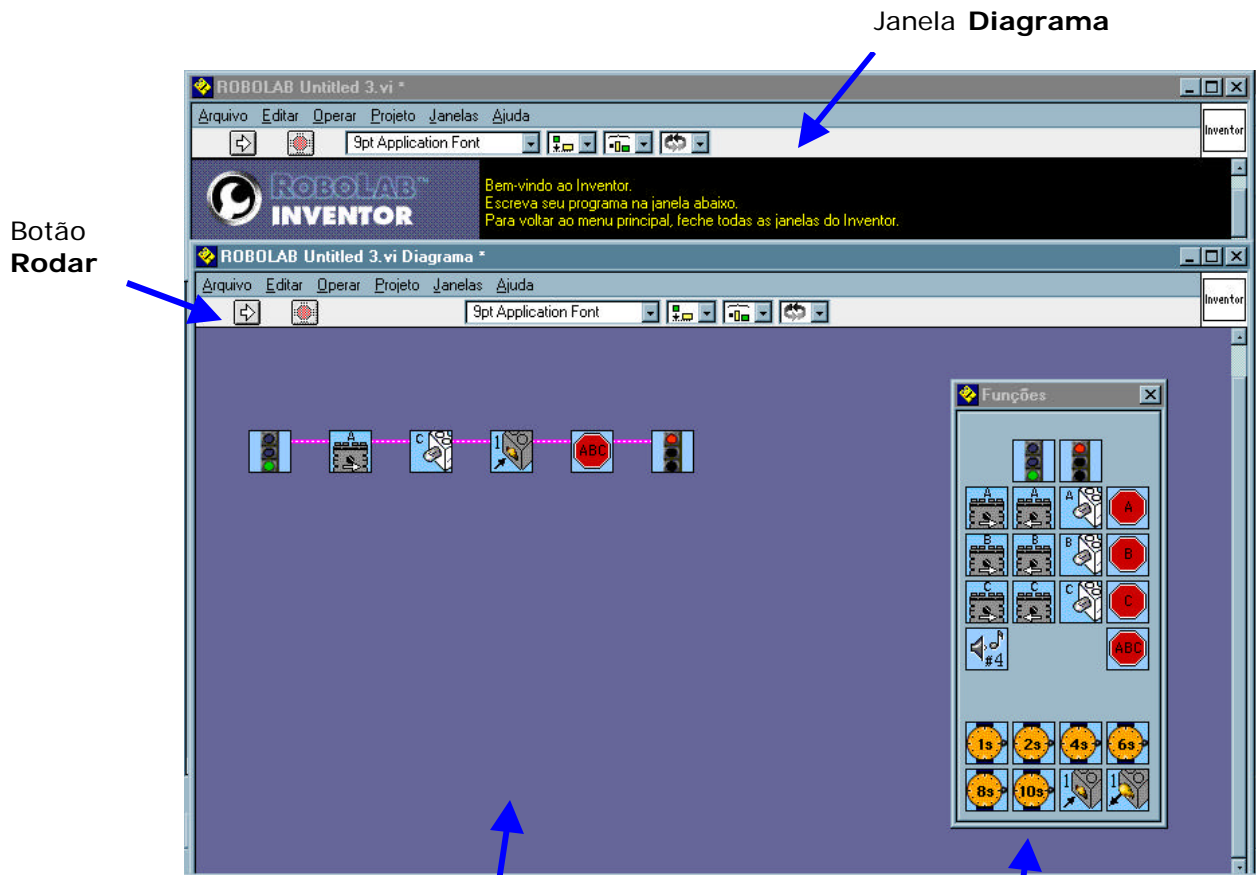 Janela Diagrama
ROBOLAB Untitled 3.vi *
Arquivo Editar Operar Projeto Janelas Ajuda
9pt Application Font
Inventor
ROBOLAB™
INVENTOR
Bem-vindo ao Inventor.
Escreva seu programa na janela abaixo.
Para voltar ao menu principal, feche todas as janelas do Inventor.
Botão
Rodar
ROBOLAB Untitled 3.vi Diagrama *
Arquivo Editar Operar Projeto Janelas Ajuda
9pt Application Font
Inventor
Funções
A C 1 ABC
A A A A
B B B B
C C C C
#4 ABC
1s 2s 4s 6s
8s 10s 1 1